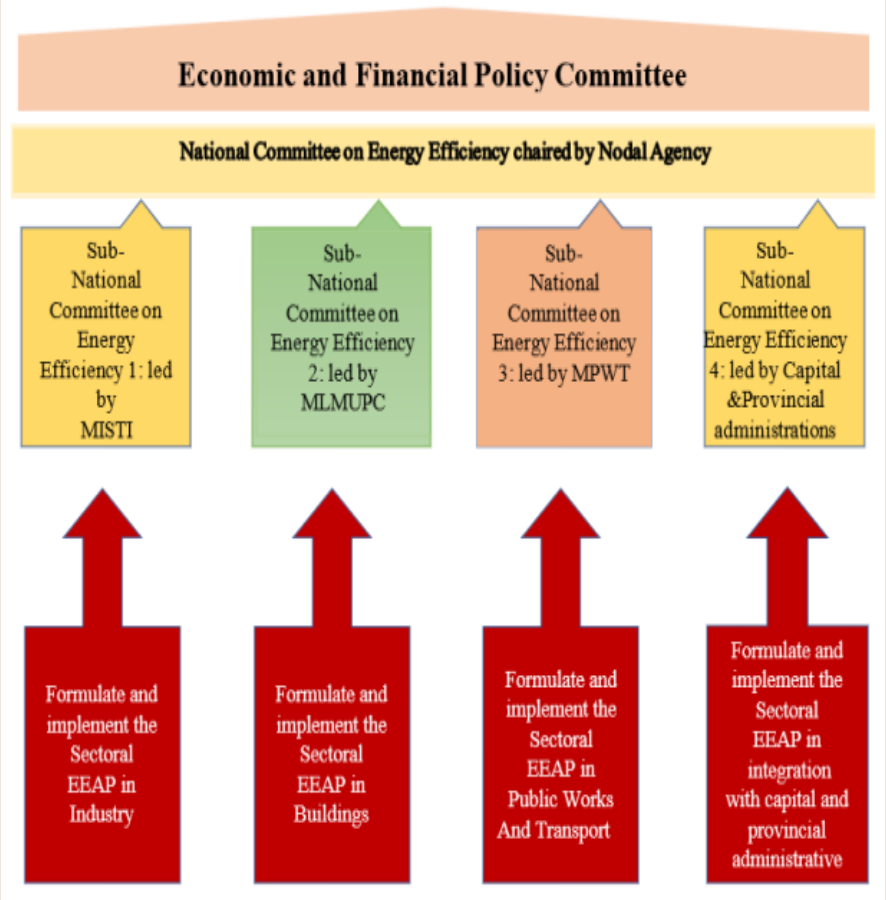 Economic and Financial Policy Committee
National Committee on Energy Efficiency chaired by Nodal Agency
Sub-
National
Committee on
Energy
Efficiency 1: led
by
MISTI
Sub-
National
Committee on
Energy Efficiency
2: led by
MLMUPC
Sub-
National
Committee on
Energy Efficiency
3: led by MPWT
Sub-
National
Committee on
Energy Efficiency
4: led by Capital
&Provincial
administrations
Formulate and
implement the
Sectoral
EEAP in
Industry
Formulate and
implement the
Sectoral
EEAP in
Buildings
Formulate and
implement the
Sectoral
EEAP in
Public Works
And Transport
Formulate and
implement the
Sectoral
EEAP in
integration
with capital and
provincial
administrative